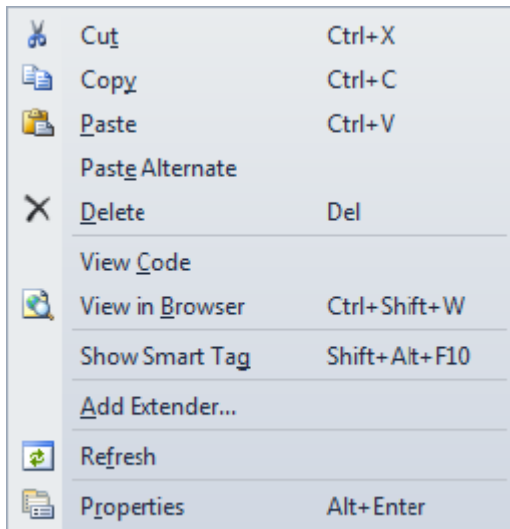 Cut Ctrl+X
Copy Ctrl+C
Paste Ctrl+V
Paste Alternate
Delete Del
View Code
View in Browser Ctrl+Shift+W
Show Smart Tag Shift+Alt+F10
Add Extender...
Refresh
Properties Alt+Enter